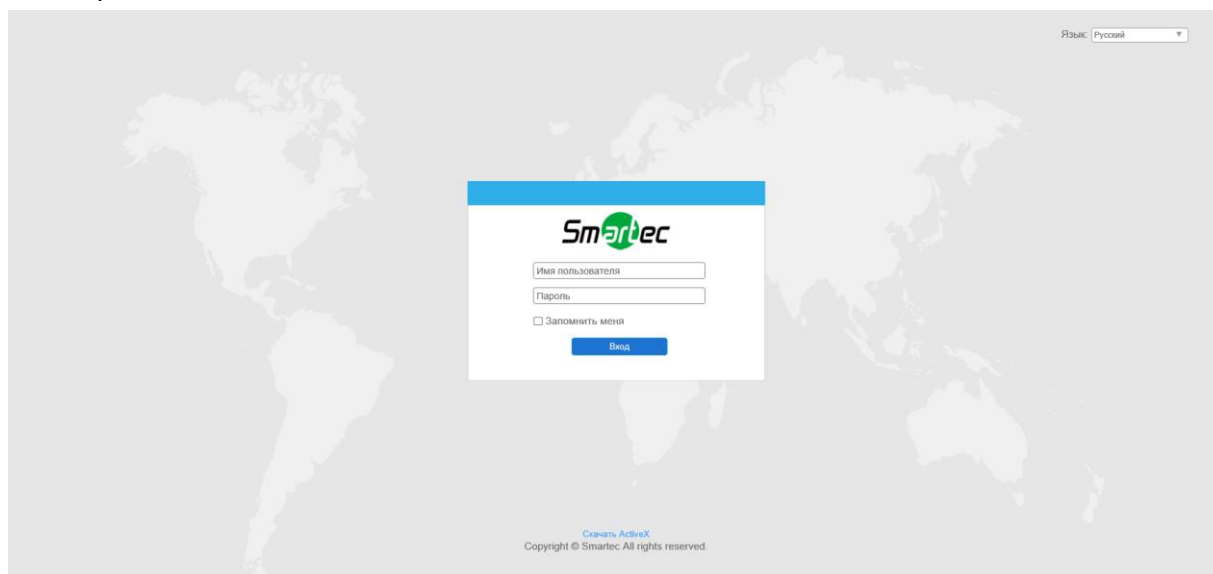 Язык: Русский
Smartec
Имя пользователя
Пароль
Запомнить меня
Вход
Скачать ActiveX
Copyright © Smartec All rights reserved.